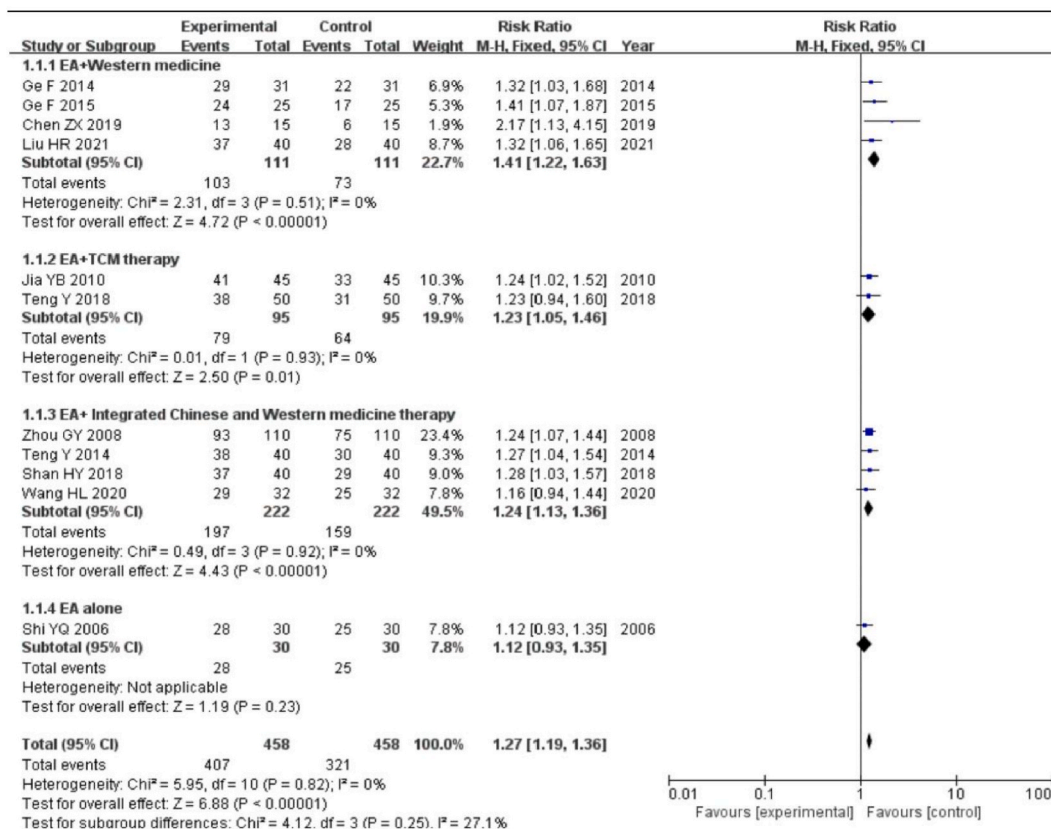 Experimental Control Risk Ratio Risk Ratio
Study or Subgroup Events Total Events Total Weight M-H, Fixed, 95% CI Year M-H, Fixed, 95% CI
1.1.1 EA+Western medicine
Ge F 2014 29 31 22 31 6.9% 1.32 [1.03, 1.68] 2014
Ge F 2015 24 25 17 25 5.3% 1.41 [1.07, 1.87] 2015
Chen ZX 2019 13 15 6 15 1.9% 2.17 [1.13, 4.15] 2019
Liu HR 2021 37 40 28 40 8.7% 1.32 [1.06, 1.65] 2021
Subtotal (95% CI) 111 111 22.7% 1.41 [1.22, 1.63]
Total events 103 73
Heterogeneity: Chi² = 2.31, df = 3 (P = 0.51); I² = 0%
Test for overall effect: Z = 4.72 (P < 0.00001)
1.1.2 EA+TCM therapy
Jia YB 2010 41 45 33 45 10.3% 1.24 [1.02, 1.52] 2010
Teng Y 2018 38 50 31 50 9.7% 1.23 [0.94, 1.60] 2018
Subtotal (95% CI) 95 95 19.9% 1.23 [1.05, 1.46]
Total events 79 64
Heterogeneity: Chi² = 0.01, df = 1 (P = 0.93); I² = 0%
Test for overall effect: Z = 2.50 (P = 0.01)
1.1.3 EA+ Integrated Chinese and Western medicine therapy
Zhou GY 2008 93 110 75 110 23.4% 1.24 [1.07, 1.44] 2008
Teng Y 2014 38 40 30 40 9.3% 1.27 [1.04, 1.54] 2014
Shan HY 2018 37 40 29 40 9.0% 1.28 [1.03, 1.57] 2018
Wang HL 2020 29 32 25 32 7.8% 1.16 [0.94, 1.44] 2020
Subtotal (95% CI) 222 222 49.5% 1.24 [1.13, 1.36]
Total events 197 159
Heterogeneity: Chi² = 0.49, df = 3 (P = 0.92); I² = 0%
Test for overall effect: Z = 4.43 (P < 0.00001)
1.1.4 EA alone
Shi YQ 2006 28 30 25 30 7.8% 1.12 [0.93, 1.35] 2006
Subtotal (95% CI) 30 30 7.8% 1.12 [0.93, 1.35]
Total events 28 25
Heterogeneity: Not applicable
Test for overall effect: Z = 1.19 (P = 0.23)
Total (95% CI) 458 458 100.0% 1.27 [1.19, 1.36]
Total events 407 321
Heterogeneity: Chi² = 5.95, df = 10 (P = 0.82); I² = 0%
Test for overall effect: Z = 6.88 (P < 0.00001)
Test for subgroup differences: Chi² = 4.12, df = 3 (P = 0.25), I² = 27.1%
0.01 0.1 1 10 100
Favours [experimental] Favours [control]